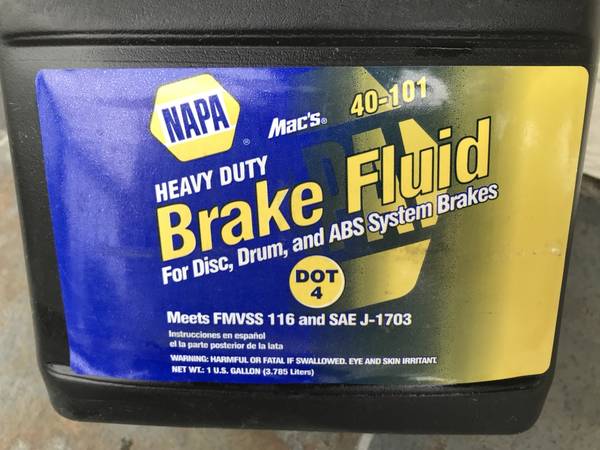 NAPA
®
Mac's®
40-101
HEAVY DUTY
Brake Fluid
For Disc, Drum, and ABS System Brakes
DOT
4
Meets FMVSS 116 and SAE J-1703
Instrucciones en español
el la parte posterior de la lata
WARNING: HARMFUL OR FATAL IF SWALLOWED. EYE AND SKIN IRRITANT.
NET WT.: 1 U.S. GALLON (3.785 Liters)